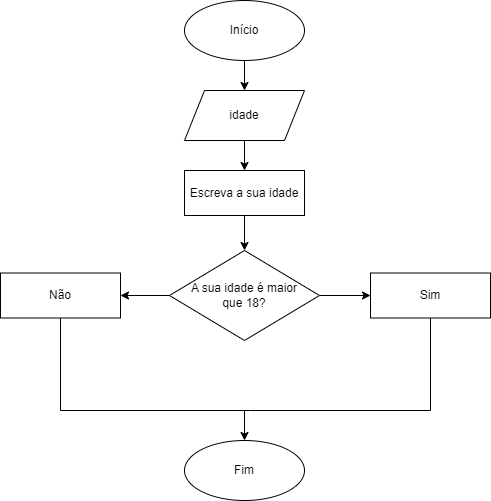 Início
idade
Escreva a sua idade
A sua idade é maior
que 18?
Não
Sim
Fim